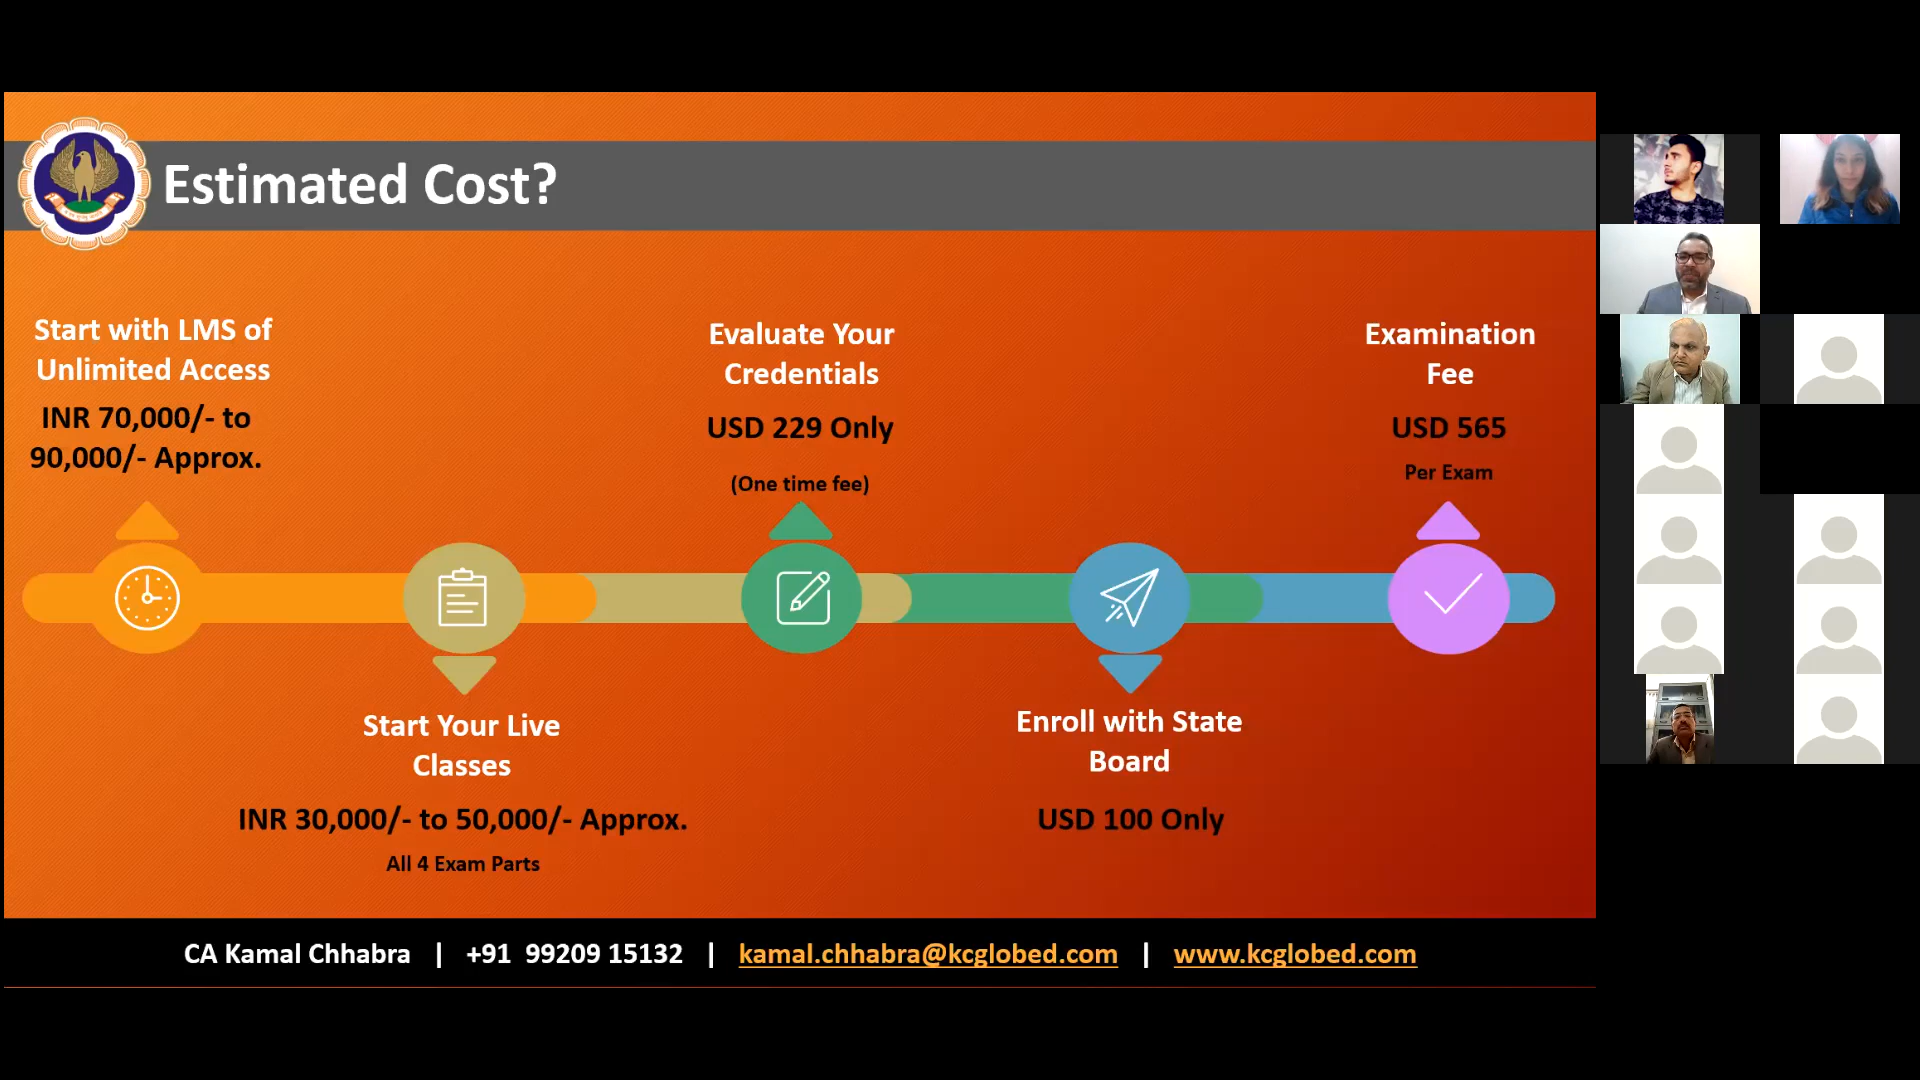 Estimated Cost?
Start with LMS of
Unlimited Access
INR 70,000/- to
90,000/- Approx.
Evaluate Your
Credentials
USD 229 Only
(One time fee)
Examination
Fee
USD 565
Per Exam
Start Your Live
Classes
INR 30,000/- to 50,000/- Approx.
All 4 Exam Parts
Enroll with State
Board
USD 100 Only
CA Kamal Chhabra | +91 99209 15132 | kamal.chhabra@kcglobed.com | www.kcglobed.com